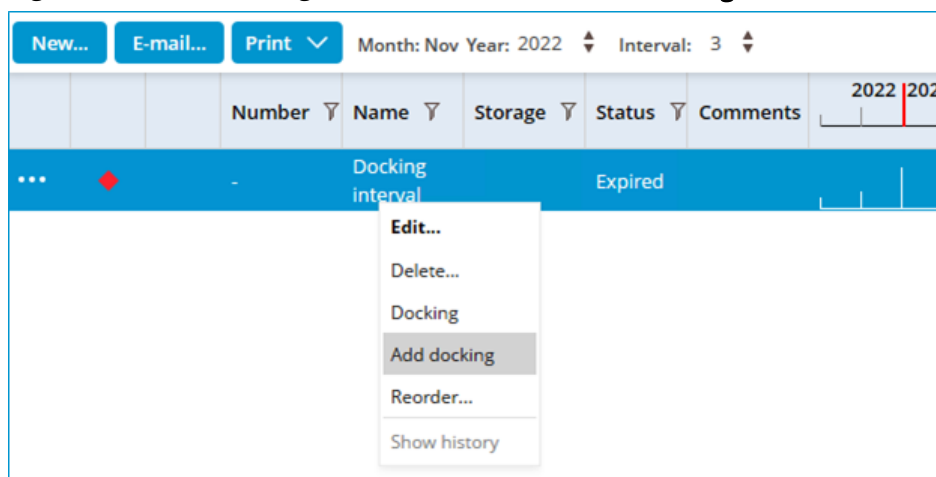 New... E-mail... Print Month: Nov Year: 2022 Interval: 3
Number Name Storage Status Comments 2022 202
- Docking interval Expired
Edit...
Delete...
Docking
Add docking
Reorder...
Show history